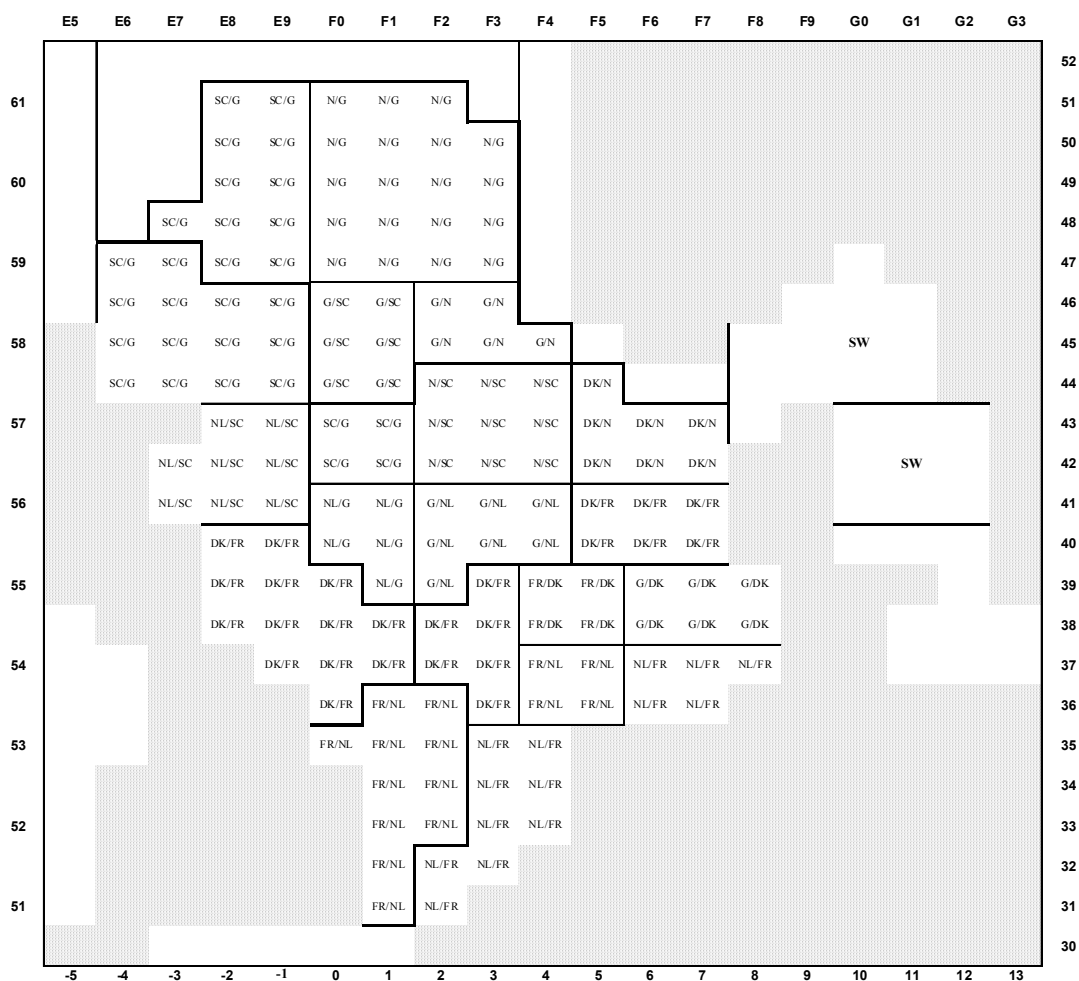 E5 E6 E7 E8 E9 F0 F1 F2 F3 F4 F5 F6 F7 F8 F9 G0 G1 G2 G3
52
61 SC/G SC/G N/G N/G N/G 51
SC/G SC/G N/G N/G N/G N/G 50
60 SC/G SC/G N/G N/G N/G N/G 49
SC/G SC/G SC/G N/G N/G N/G N/G 48
59 SC/G SC/G SC/G SC/G N/G N/G N/G N/G 47
SC/G SC/G SC/G SC/G G/SC G/SC G/N G/N 46
58 SC/G SC/G SC/G SC/G G/SC G/SC G/N G/N G/N SW 45
SC/G SC/G SC/G SC/G G/SC G/SC N/SC N/SC N/SC DK/N 44
57 NL/SC NL/SC SC/G SC/G N/SC N/SC N/SC DK/N DK/N DK/N 43
NL/SC NL/SC NL/SC SC/G SC/G N/SC N/SC N/SC DK/N DK/N DK/N SW 42
56 NL/SC NL/SC NL/SC NL/G NL/G G/NL G/NL G/NL DK/FR DK/FR DK/FR 41
DK/FR DK/FR NL/G NL/G G/NL G/NL G/NL DK/FR DK/FR DK/FR 40
55 DK/FR DK/FR DK/FR NL/G G/NL DK/FR FR/DK FR/DK G/DK G/DK G/DK 39
DK/FR DK/FR DK/FR DK/FR DK/FR DK/FR FR/DK FR/DK G/DK G/DK G/DK 38
54 DK/FR DK/FR DK/FR DK/FR DK/FR FR/NL FR/NL NL/FR NL/FR NL/FR 37
DK/FR FR/NL FR/NL DK/FR FR/NL FR/NL NL/FR NL/FR 36
53 FR/NL FR/NL FR/NL NL/FR NL/FR 35
FR/NL FR/NL NL/FR NL/FR 34
52 FR/NL FR/NL NL/FR NL/FR 33
FR/NL NL/FR NL/FR 32
51 FR/NL NL/FR 31
30
-5 -4 -3 -2 -1 0 1 2 3 4 5 6 7 8 9 10 11 12 13